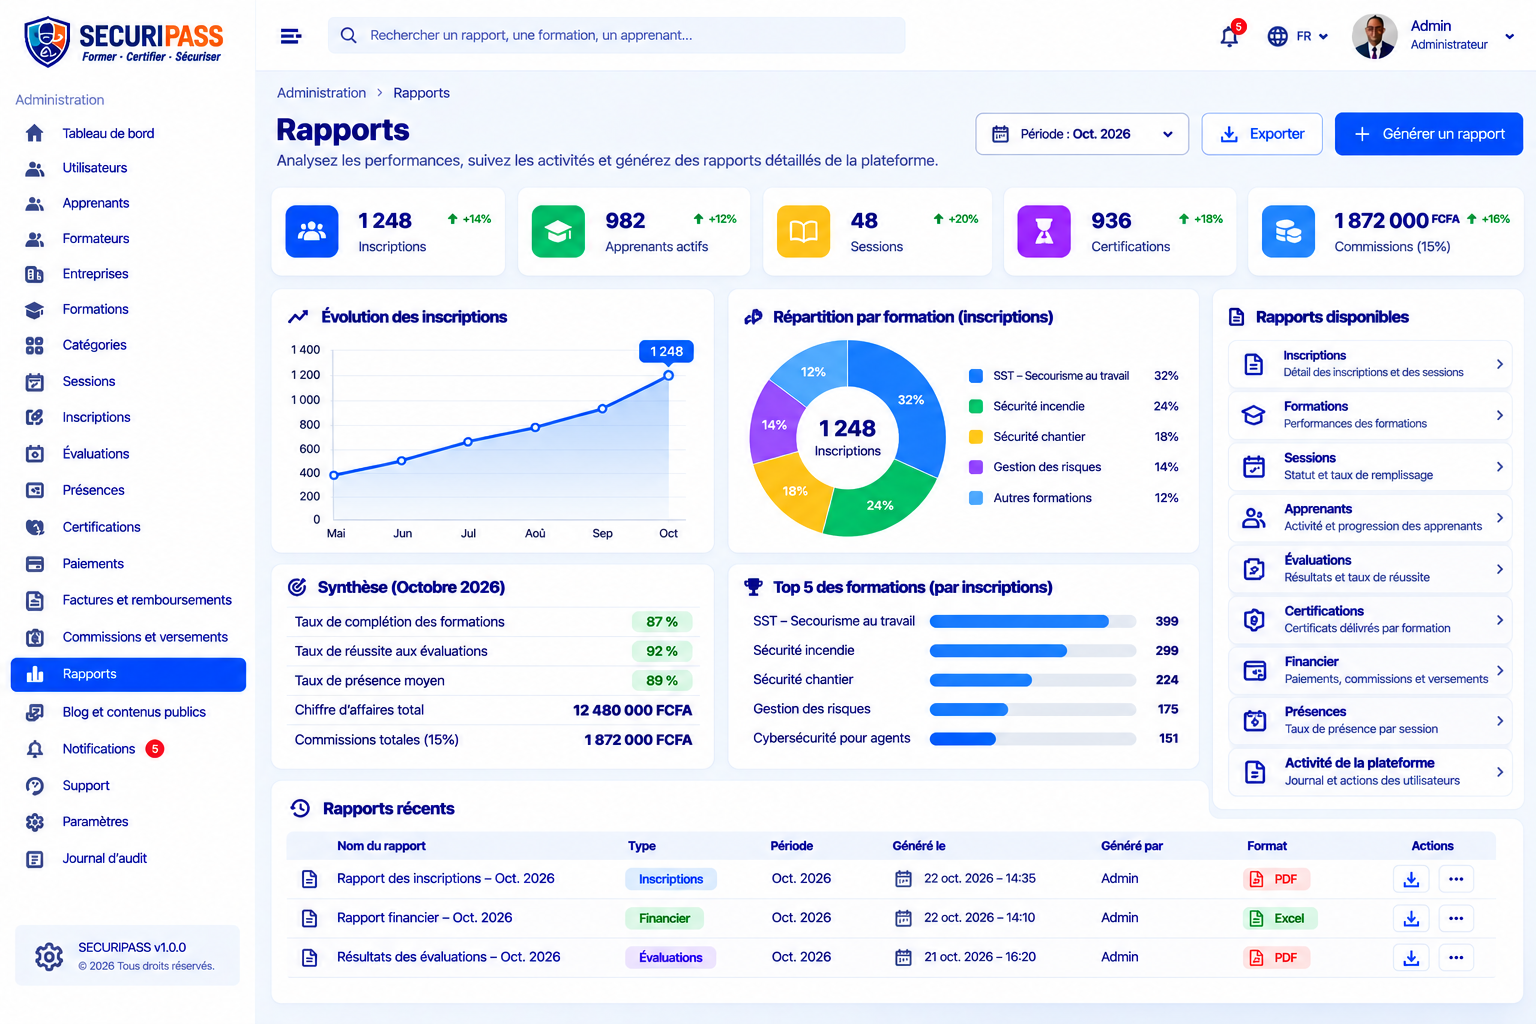 SECURIPASS
Former · Certifier · Sécuriser
Rechercher un rapport, une formation, un apprenant...
5
FR
Admin
Administrateur
Administration
Tableau de bord
Utilisateurs
Apprenants
Formateurs
Entreprises
Formations
Catégories
Sessions
Inscriptions
Évaluations
Présences
Certifications
Paiements
Factures et remboursements
Commissions et versements
Rapports
Blog et contenus publics
Notifications 5
Support
Paramètres
Journal d'audit
SECURIPASS v1.0.0
© 2026 Tous droits réservés.
Administration > Rapports
Rapports
Analysez les performances, suivez les activités et générez des rapports détaillés de la plateforme.
Période : Oct. 2026
Exporter
+ Générer un rapport
1 248 +14%
Inscriptions
982 +12%
Apprenants actifs
48 +20%
Sessions
936 +18%
Certifications
1 872 000 FCFA +16%
Commissions (15%)
Évolution des inscriptions
1 400
1 200
1 000
800
600
400
200
0
1 248
Mai Jun Jul Aoû Sep Oct
Répartition par formation (inscriptions)
12%
32%
14%
18%
24%
1 248
Inscriptions
SST – Secourisme au travail 32%
Sécurité incendie 24%
Sécurité chantier 18%
Gestion des risques 14%
Autres formations 12%
Rapports disponibles
Inscriptions
Détail des inscriptions et des sessions
Formations
Performances des formations
Sessions
Statut et taux de remplissage
Apprenants
Activité et progression des apprenants
Évaluations
Résultats et taux de réussite
Certifications
Certificats délivrés par formation
Financier
Paiements, commissions et versements
Présences
Taux de présence par session
Activité de la plateforme
Journal et actions des utilisateurs
Synthèse (Octobre 2026)
Taux de complétion des formations 87 %
Taux de réussite aux évaluations 92 %
Taux de présence moyen 89 %
Chiffre d'affaires total 12 480 000 FCFA
Commissions totales (15%) 1 872 000 FCFA
Top 5 des formations (par inscriptions)
SST – Secourisme au travail 399
Sécurité incendie 299
Sécurité chantier 224
Gestion des risques 175
Cybersécurité pour agents 151
Rapports récents
Nom du rapport Type Période Généré le Généré par Format Actions
Rapport des inscriptions – Oct. 2026 Inscriptions Oct. 2026 22 oct. 2026 – 14:35 Admin PDF
Rapport financier – Oct. 2026 Financier Oct. 2026 22 oct. 2026 – 14:10 Admin Excel
Résultats des évaluations – Oct. 2026 Évaluations Oct. 2026 21 oct. 2026 – 16:20 Admin PDF